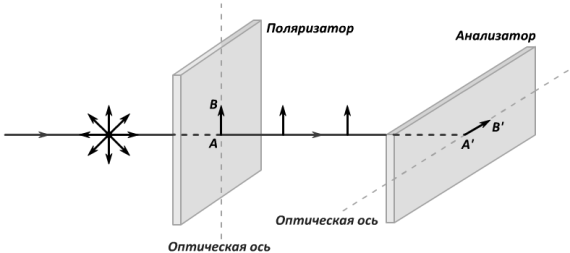 Поляризатор
Анализатор
B
A
A'
B'
Оптическая ось
Оптическая ось